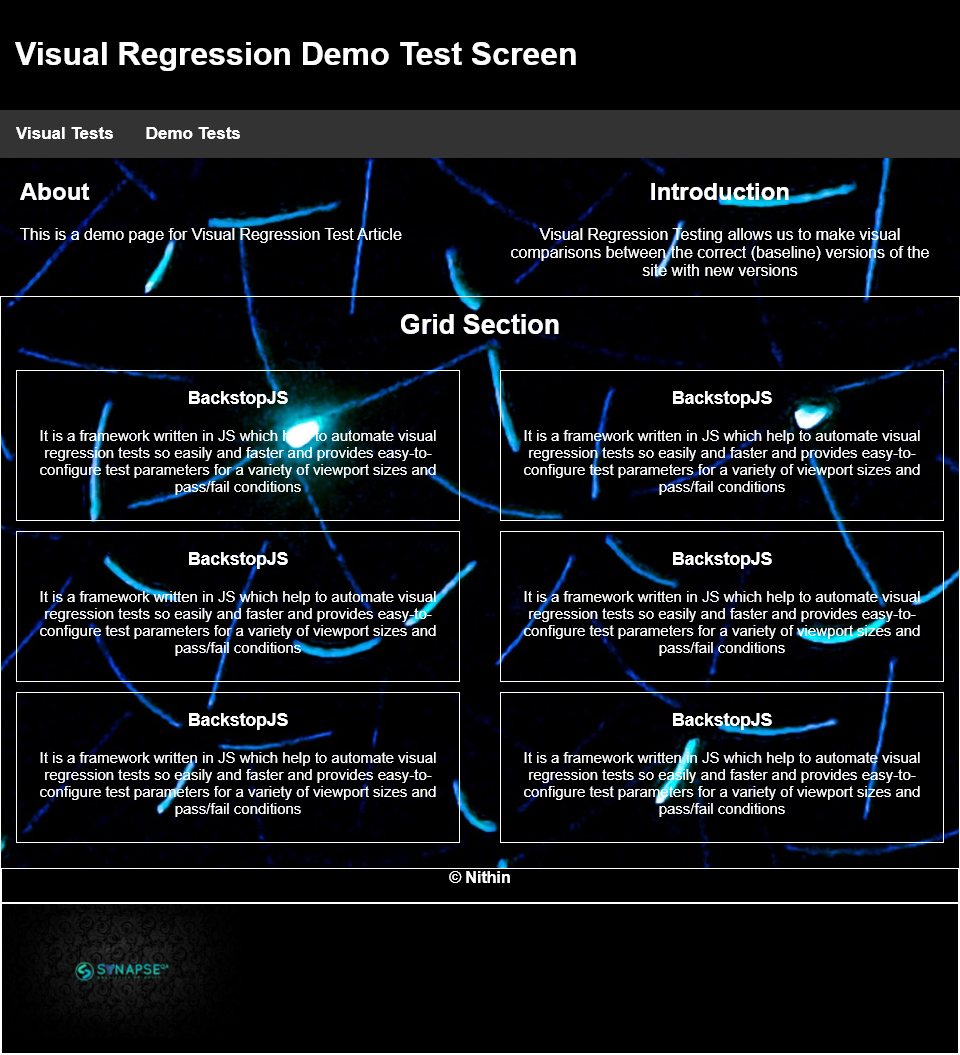 Visual Regression Demo Test Screen
Visual Tests Demo Tests
About
This is a demo page for Visual Regression Test Article
Introduction
Visual Regression Testing allows us to make visual
comparisons between the correct (baseline) versions of the
site with new versions
Grid Section
BackstopJS
It is a framework written in JS which help to automate visual
regression tests so easily and faster and provides easy-to-
configure test parameters for a variety of viewport sizes and
pass/fail conditions
BackstopJS
It is a framework written in JS which help to automate visual
regression tests so easily and faster and provides easy-to-
configure test parameters for a variety of viewport sizes and
pass/fail conditions
BackstopJS
It is a framework written in JS which help to automate visual
regression tests so easily and faster and provides easy-to-
configure test parameters for a variety of viewport sizes and
pass/fail conditions
BackstopJS
It is a framework written in JS which help to automate visual
regression tests so easily and faster and provides easy-to-
configure test parameters for a variety of viewport sizes and
pass/fail conditions
BackstopJS
It is a framework written in JS which help to automate visual
regression tests so easily and faster and provides easy-to-
configure test parameters for a variety of viewport sizes and
pass/fail conditions
BackstopJS
It is a framework written in JS which help to automate visual
regression tests so easily and faster and provides easy-to-
configure test parameters for a variety of viewport sizes and
pass/fail conditions
© Nithin
SYNAPSE QA